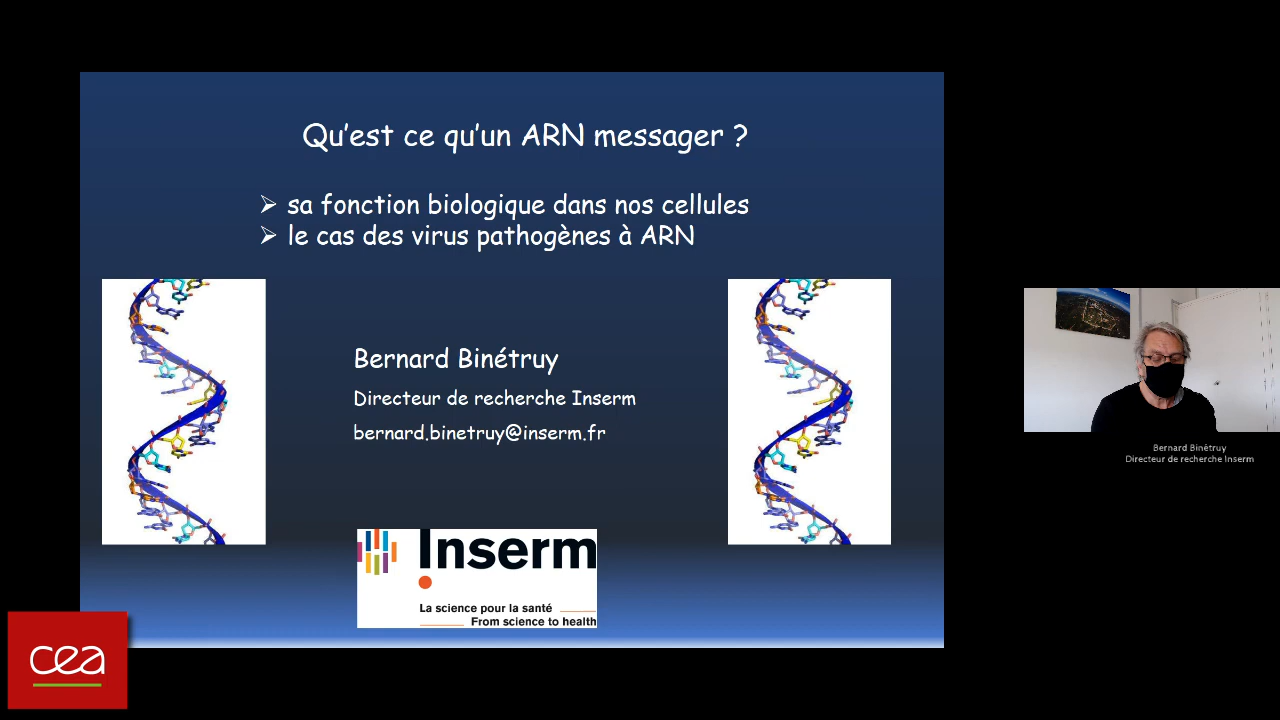 Qu'est ce qu'un ARN messager ?
➢ sa fonction biologique dans nos cellules
➢ le cas des virus pathogènes à ARN
Bernard Binétruy
Directeur de recherche Inserm
bernard.binetruy@inserm.fr
Inserm
La science pour la santé
From science to health
cea
Bernard Binétruy
Directeur de recherche Inserm